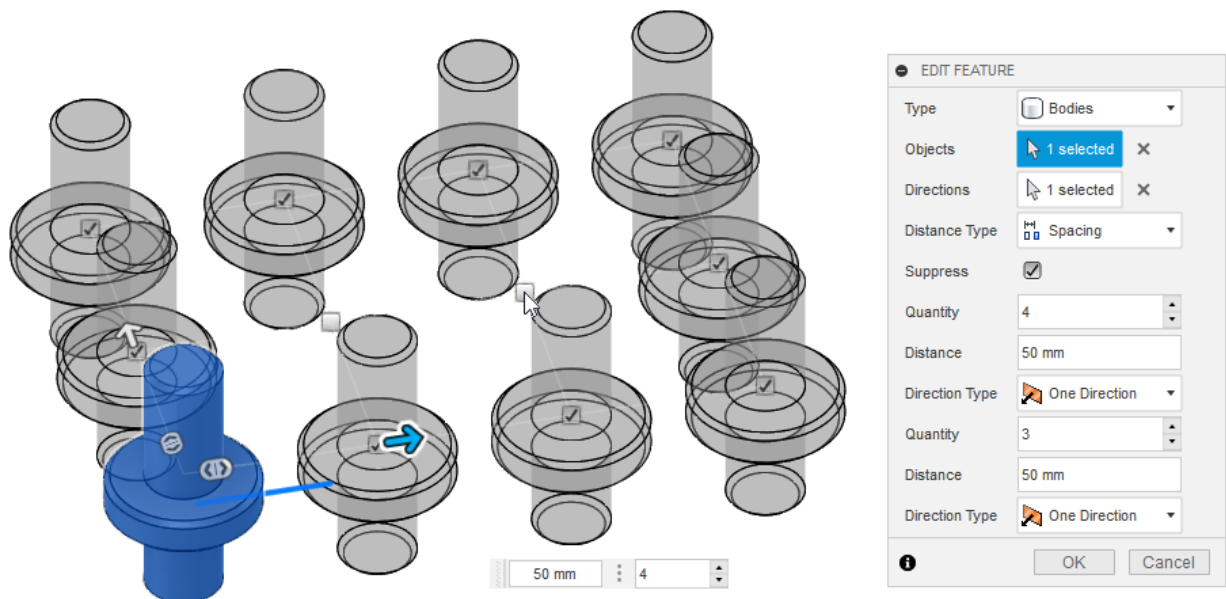 EDIT FEATURE
Type Bodies
Objects 1 selected
Directions 1 selected
Distance Type Spacing
Suppress
Quantity 4
Distance 50 mm
Direction Type One Direction
Quantity 3
Distance 50 mm
Direction Type One Direction
OK Cancel
50 mm 4